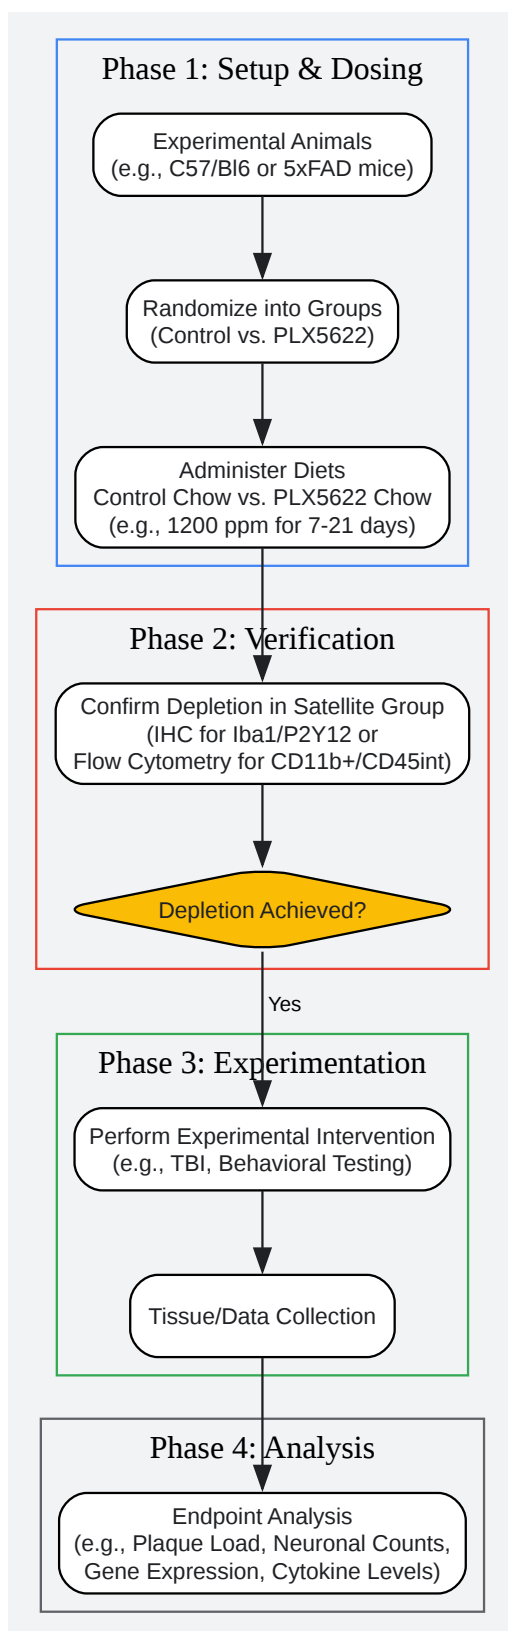 Phase 1: Setup & Dosing
Experimental Animals
(e.g., C57/Bl6 or 5xFAD mice)
Randomize into Groups
(Control vs. PLX5622)
Administer Diets
Control Chow vs. PLX5622 Chow
(e.g., 1200 ppm for 7-21 days)
Phase 2: Verification
Confirm Depletion in Satellite Group
(IHC for Iba1/P2Y12 or
Flow Cytometry for CD11b+/CD45int)
Depletion Achieved?
Yes
Phase 3: Experimentation
Perform Experimental Intervention
(e.g., TBI, Behavioral Testing)
Tissue/Data Collection
Phase 4: Analysis
Endpoint Analysis
(e.g., Plaque Load, Neuronal Counts,
Gene Expression, Cytokine Levels)